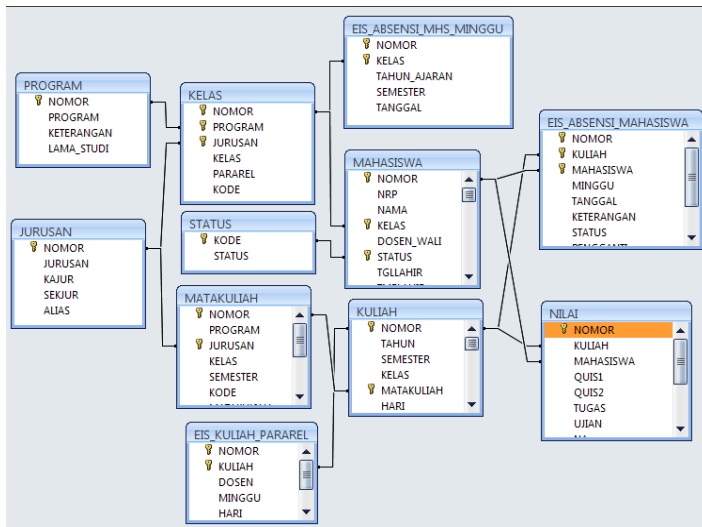 EIS_ABSENSI_MHS_MINGGU
NOMOR
KELAS
TAHUN_AJARAN
SEMESTER
TANGGAL
PROGRAM
NOMOR
PROGRAM
KETERANGAN
LAMA_STUDI
KELAS
NOMOR
PROGRAM
JURUSAN
KELAS
PARAREL
KODE
EIS_ABSENSI_MAHASISWA
NOMOR
KULIAH
MAHASISWA
MINGGU
TANGGAL
KETERANGAN
STATUS
PENGGANTI
MAHASISWA
NOMOR
NRP
NAMA
KELAS
DOSEN_WALI
STATUS
TGLLAHIR
JURUSAN
NOMOR
JURUSAN
KAJUR
SEKJUR
ALIAS
STATUS
KODE
STATUS
MATAKULIAH
NOMOR
PROGRAM
JURUSAN
KELAS
SEMESTER
KODE
KULIAH
NOMOR
TAHUN
SEMESTER
KELAS
MATAKULIAH
HARI
NILAI
NOMOR
KULIAH
MAHASISWA
QUIS1
QUIS2
TUGAS
UJIAN
EIS_KULIAH_PARAREL
NOMOR
KULIAH
DOSEN
MINGGU
HARI